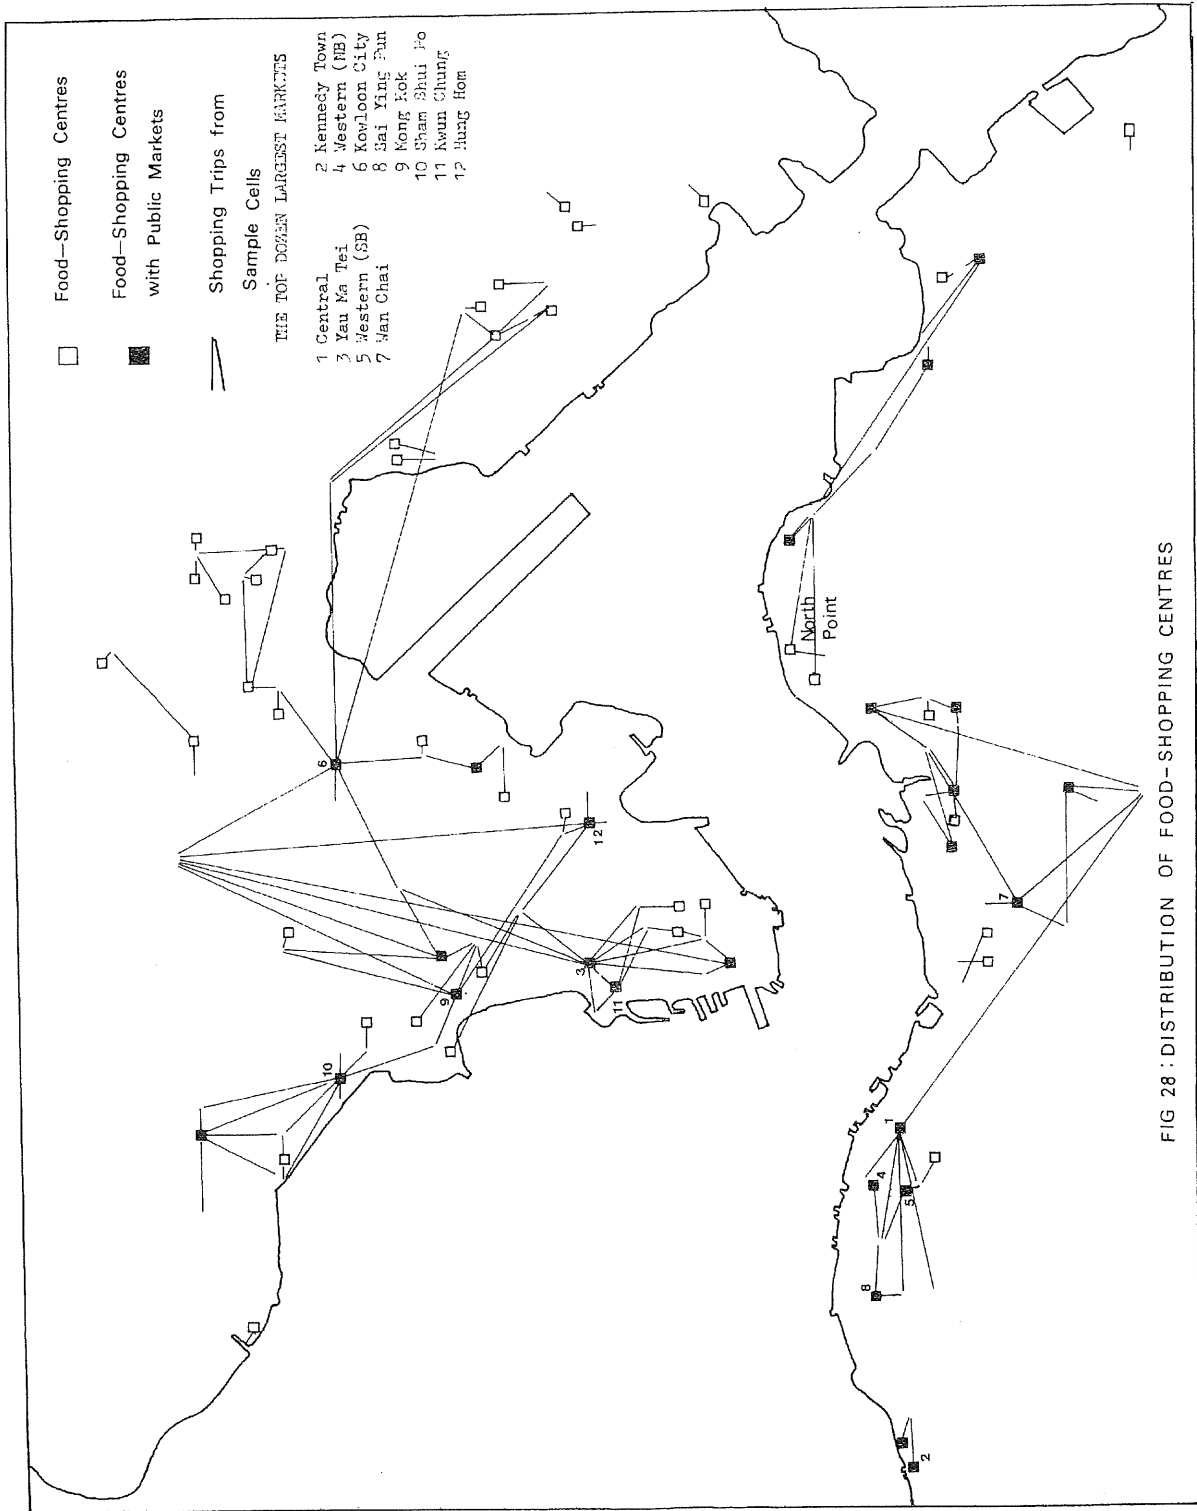 Food-Shopping Centres
Food-Shopping Centres
with Public Markets
Shopping Trips from
Sample Cells
THE TOP DOZEN LARGEST MARKETS
1 Central
2 Kennedy Town
3 Yau Ma Tei
4 Western (NB)
5 Western (SB)
6 Kowloon City
7 Wan Chai
8 Sai Ying Pun
9 Mong Kok
10 Sham Shui Po
11 Kwun Chung
12 Hung Hom
6
12
3
11
9
10
North
Point
7
1
4
5
8
2
FIG 28 : DISTRIBUTION OF FOOD-SHOPPING CENTRES